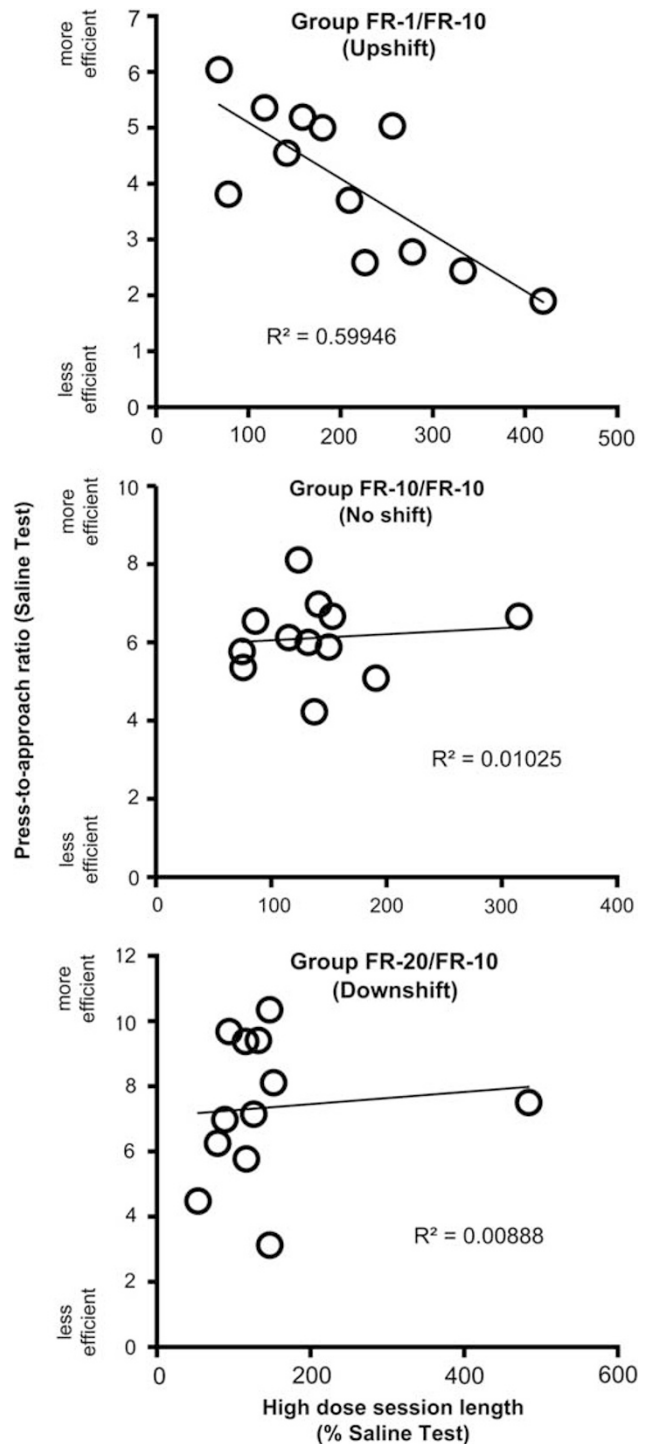 Press-to-approach ratio (Saline Test)
Group FR-1/FR-10
(Upshift)
more
efficient
less
efficient
7
6
5
4
3
2
1
0
R² = 0.59946
0 100 200 300 400 500
Group FR-10/FR-10
(No shift)
more
efficient
less
efficient
10
8
6
4
2
0
R² = 0.01025
0 100 200 300 400
Group FR-20/FR-10
(Downshift)
more
efficient
less
efficient
12
10
8
6
4
2
0
R² = 0.00888
0 200 400 600
High dose session length
(% Saline Test)